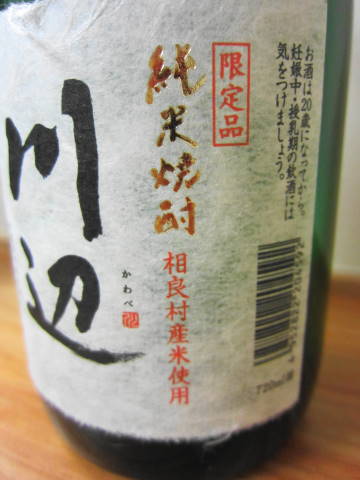 お酒は20歳になってから。
妊娠中・授乳期の飲酒には
気をつけましょう。
限定品
純米焼酎
相良村産米使用
川辺
かわべ
720ml